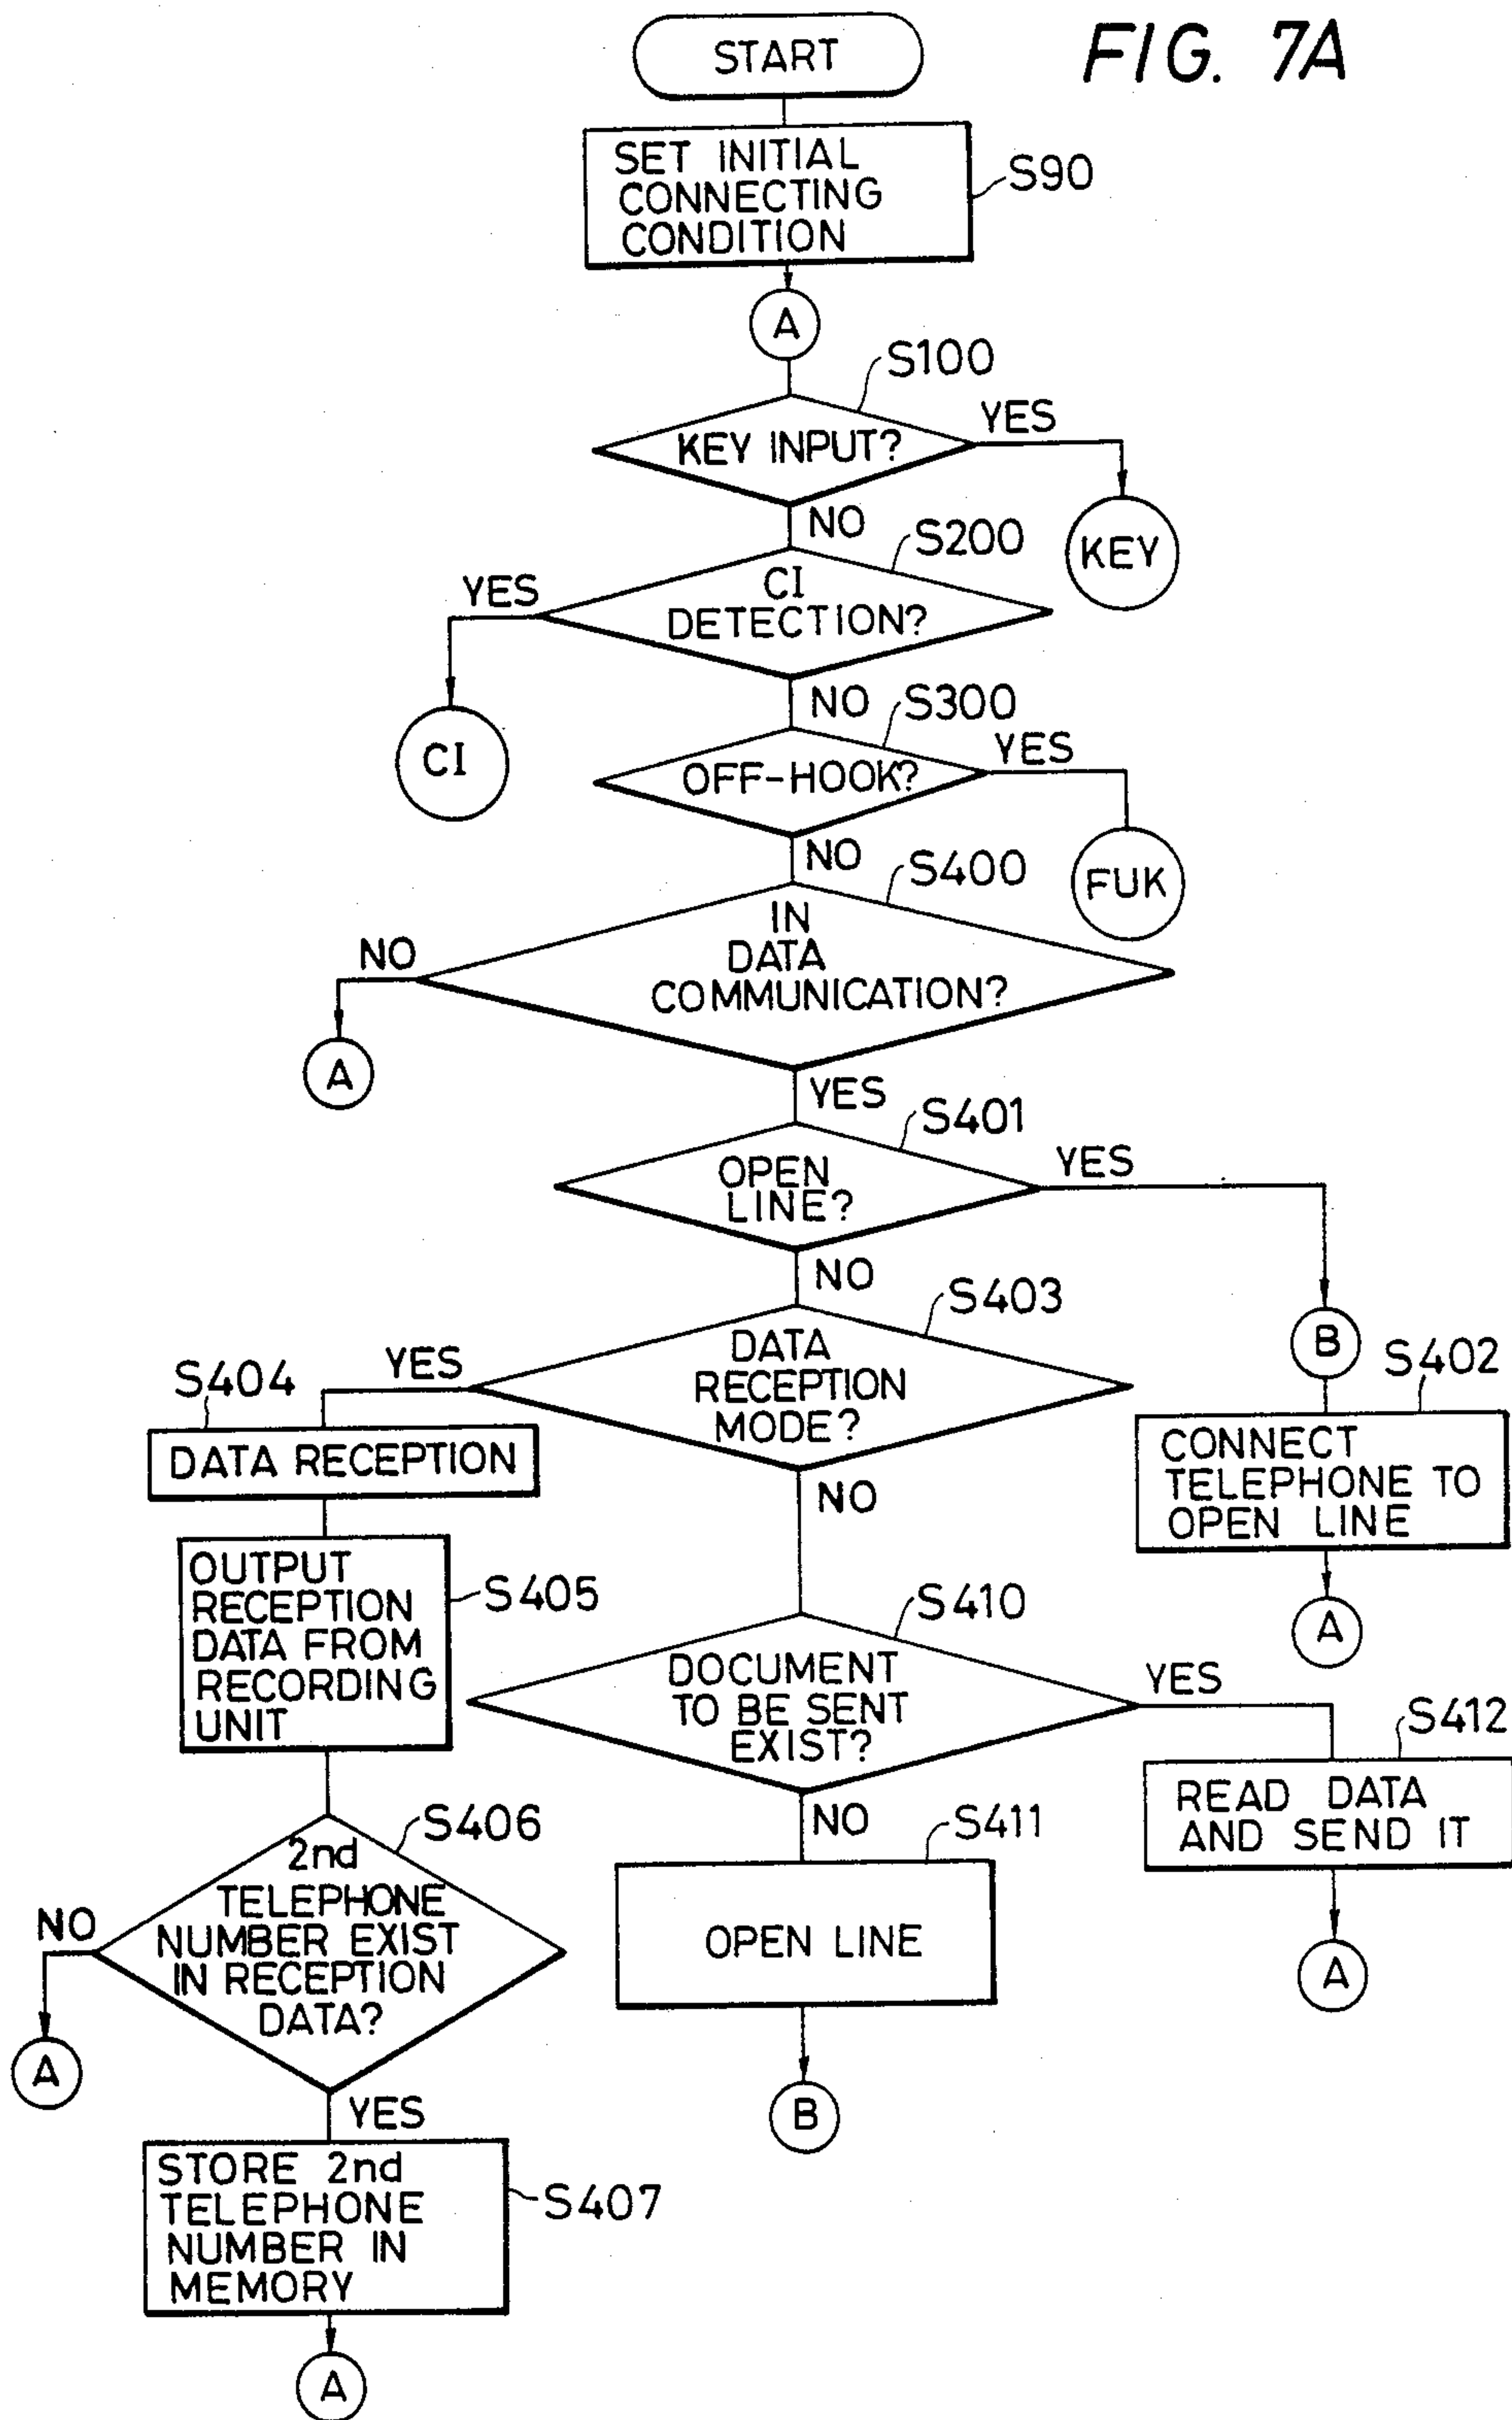 FIG. 7A
START
SET INITIAL
CONNECTING
CONDITION
S90
A
S100
KEY INPUT?
YES
KEY
NO
S200
CI
DETECTION?
YES
CI
NO
S300
OFF-HOOK?
YES
FUK
NO
S400
IN
DATA
COMMUNICATION?
NO
A
YES
S401
OPEN
LINE?
YES
NO
B
S402
CONNECT
TELEPHONE TO
OPEN LINE
A
S403
DATA
RECEPTION
MODE?
YES
S404
DATA RECEPTION
NO
OUTPUT
RECEPTION
DATA FROM
RECORDING
UNIT
S405
S410
DOCUMENT
TO BE SENT
EXIST?
YES
S412
READ DATA
AND SEND IT
A
NO
S411
OPEN LINE
B
S406
2nd
TELEPHONE
NUMBER EXIST
IN RECEPTION
DATA?
NO
A
YES
STORE 2nd
TELEPHONE
NUMBER IN
MEMORY
S407
A